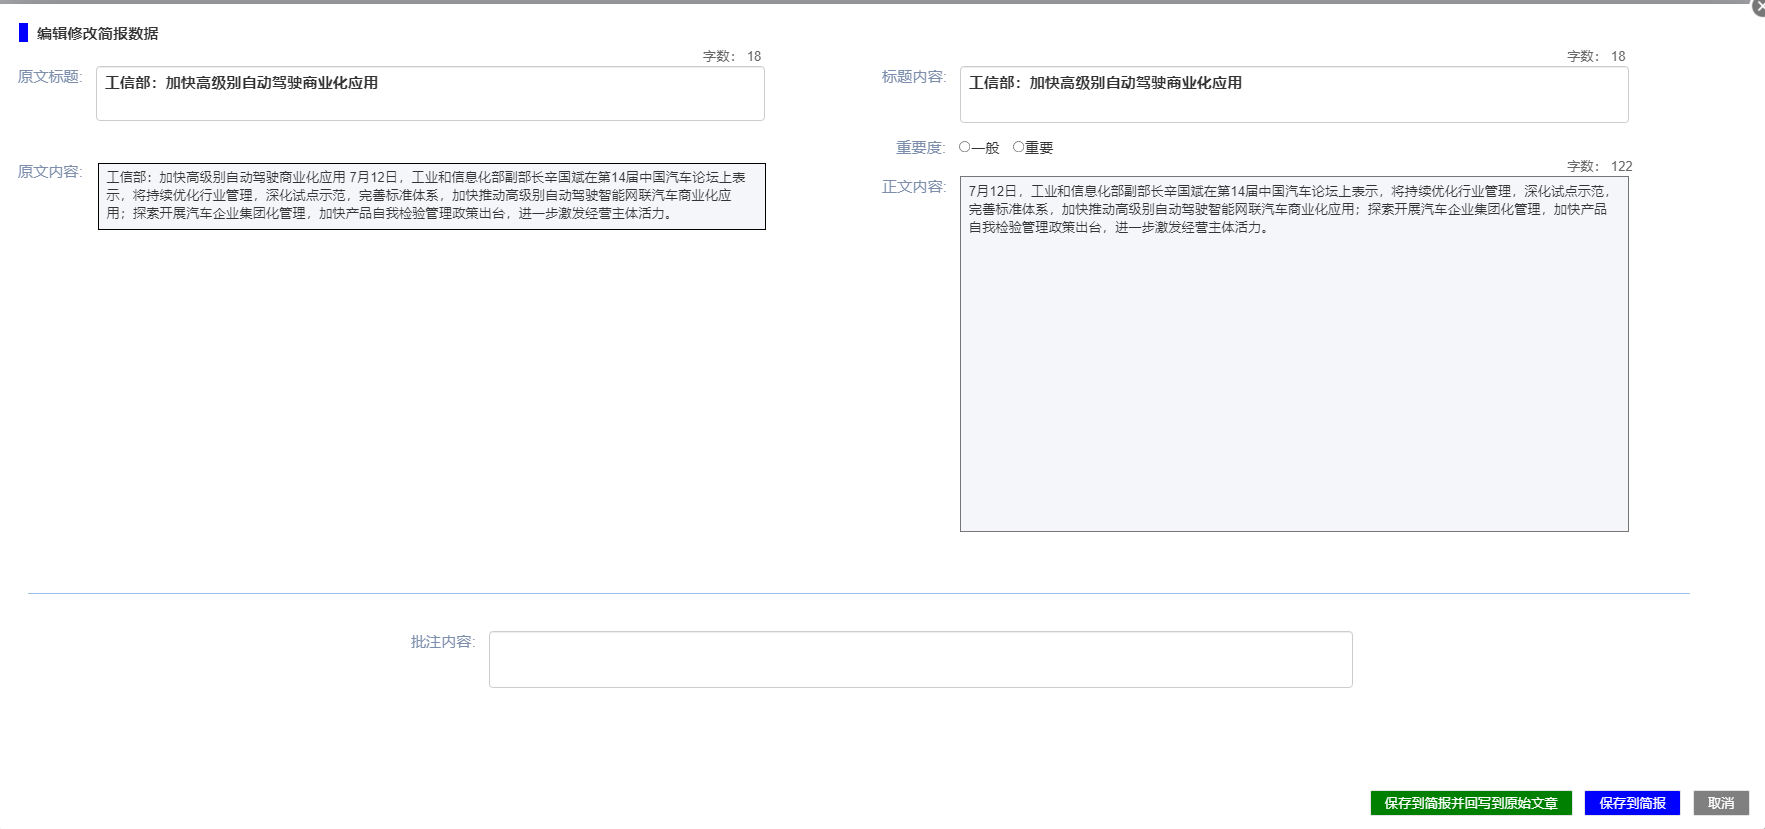 编辑修改简报数据
字数： 18
原文标题:
工信部：加快高级别自动驾驶商业化应用
原文内容:
工信部：加快高级别自动驾驶商业化应用 7月12日，工业和信息化部副部长辛国斌在第14届中国汽车论坛上表
示，将持续优化行业管理，深化试点示范，完善标准体系，加快推动高级别自动驾驶智能网联汽车商业化应
用；探索开展汽车企业集团化管理，加快产品自我检验管理政策出台，进一步激发经营主体活力。
字数： 18
标题内容:
工信部：加快高级别自动驾驶商业化应用
重要度:
一般 重要
字数： 122
正文内容:
7月12日，工业和信息化部副部长辛国斌在第14届中国汽车论坛上表示，将持续优化行业管理，深化试点示范，
完善标准体系，加快推动高级别自动驾驶智能网联汽车商业化应用；探索开展汽车企业集团化管理，加快产品
自我检验管理政策出台，进一步激发经营主体活力。
批注内容:
保存到简报并回写到原始文章
保存到简报
取消